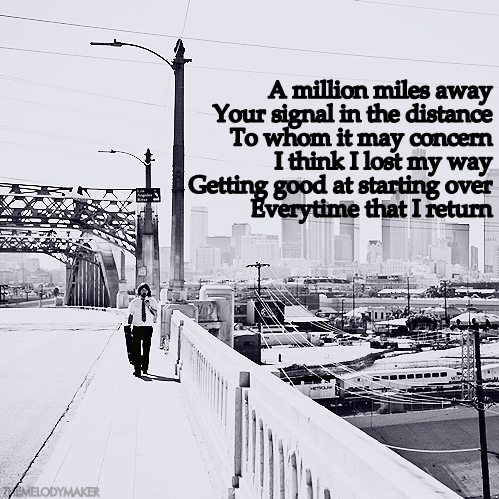 A million miles away
Your signal in the distance
To whom it may concern
I think I lost my way
Getting good at starting over
Everytime that I return
METROLINK
THEMELODYMAKER